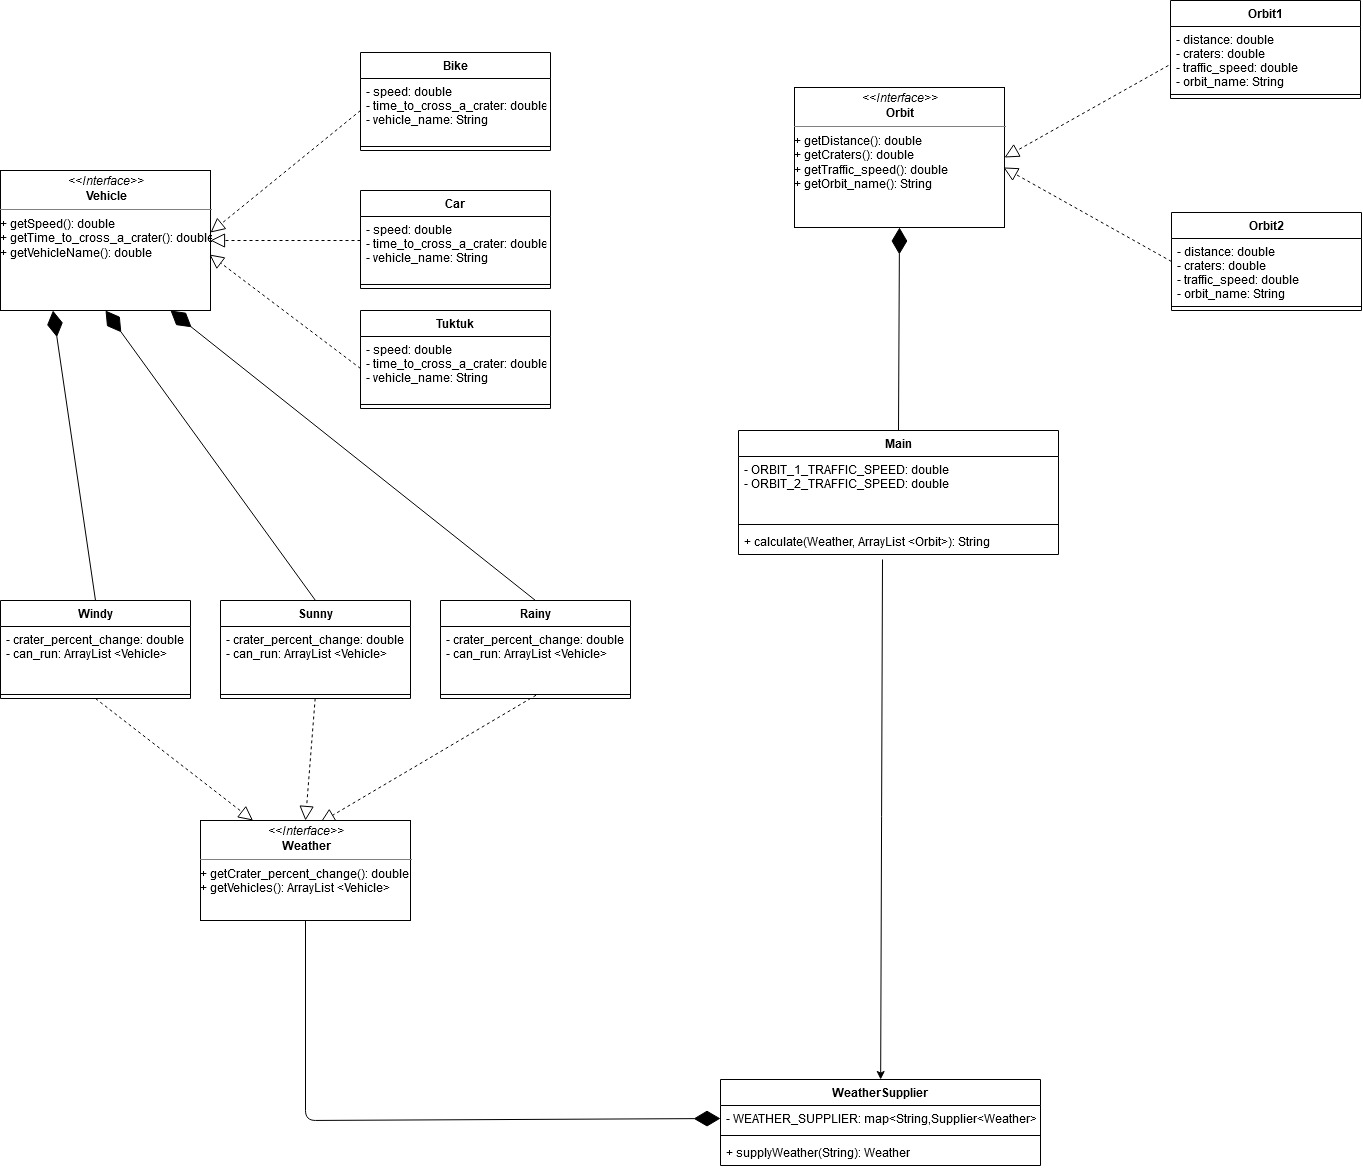 Orbit1
- distance: double
- craters: double
- traffic_speed: double
- orbit_name: String
Bike
- speed: double
- time_to_cross_a_crater: double
- vehicle_name: String
<<Interface>>
Orbit
+ getDistance(): double
+ getCraters(): double
+ getTraffic_speed(): double
+ getOrbit_name(): String
<<Interface>>
Vehicle
+ getSpeed(): double
+ getTime_to_cross_a_crater(): double
+ getVehicleName(): double
Car
- speed: double
- time_to_cross_a_crater: double
- vehicle_name: String
Orbit2
- distance: double
- craters: double
- traffic_speed: double
- orbit_name: String
Tuktuk
- speed: double
- time_to_cross_a_crater: double
- vehicle_name: String
Main
- ORBIT_1_TRAFFIC_SPEED: double
- ORBIT_2_TRAFFIC_SPEED: double
+ calculate(Weather, ArrayList <Orbit>): String
Windy
- crater_percent_change: double
- can_run: ArrayList <Vehicle>
Sunny
- crater_percent_change: double
- can_run: ArrayList <Vehicle>
Rainy
- crater_percent_change: double
- can_run: ArrayList <Vehicle>
<<Interface>>
Weather
+ getCrater_percent_change(): double
+ getVehicles(): ArrayList <Vehicle>
WeatherSupplier
- WEATHER_SUPPLIER: map<String,Supplier<Weather>
+ supplyWeather(String): Weather